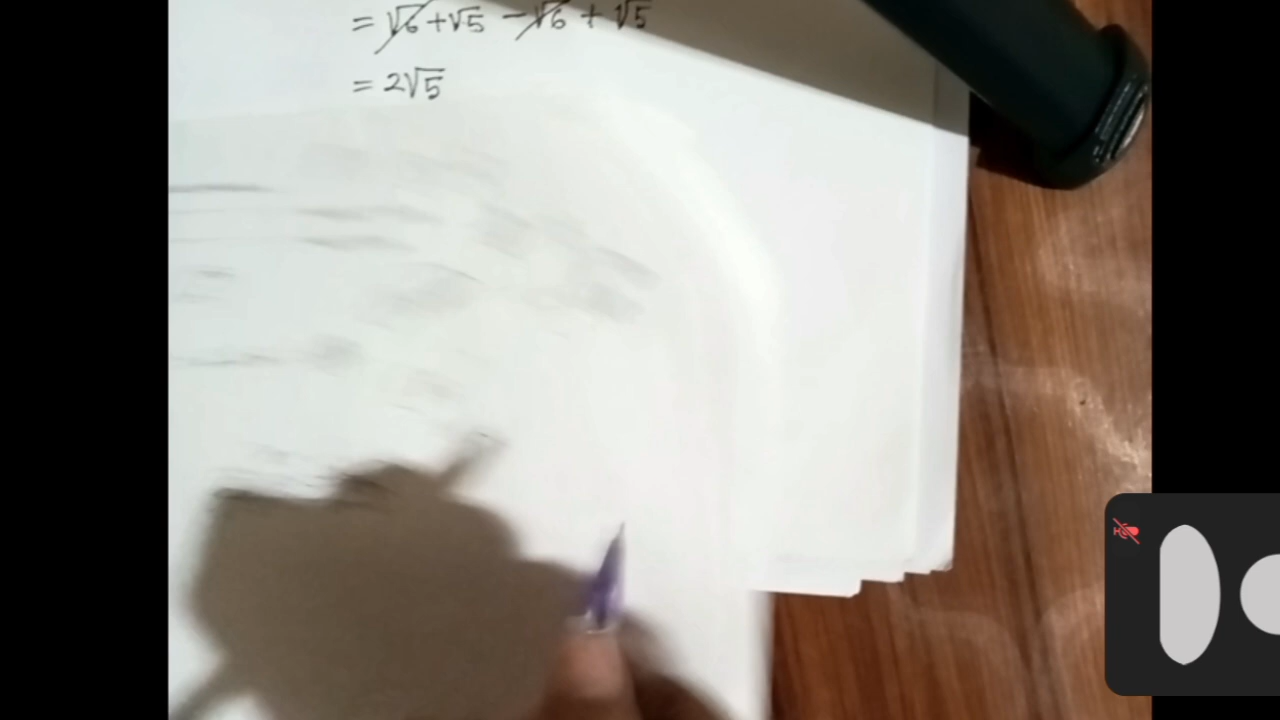 = √6 + √5 - √6 + √5
= 2√5